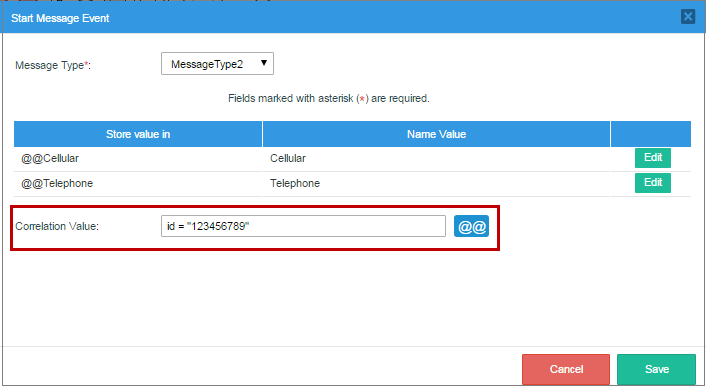 Start Message Event
Message Type*:
MessageType2
Fields marked with asterisk (*) are required.
Store value in Name Value
@@Cellular Cellular Edit
@@Telephone Telephone Edit
Correlation Value: id = "123456789" @@
Cancel Save